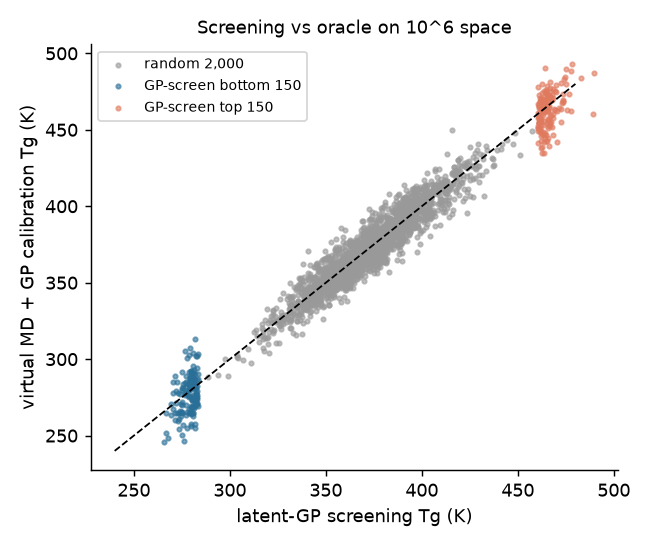 Screening vs oracle on 10^6 space
random 2,000
GP-screen bottom 150
GP-screen top 150
virtual MD + GP calibration Tg (K)
500
450
400
350
300
250
250 300 350 400 450 500
latent-GP screening Tg (K)